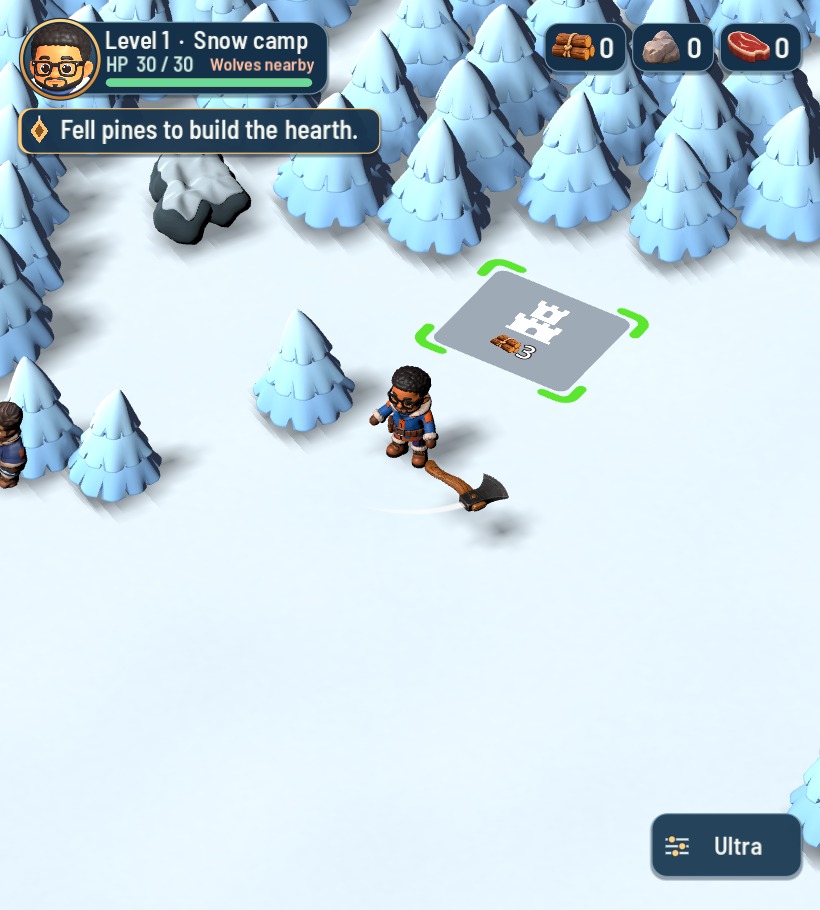 Level 1 · Snow camp
HP 30 / 30 Wolves nearby
0 0 0
Fell pines to build the hearth.
3
Ultra